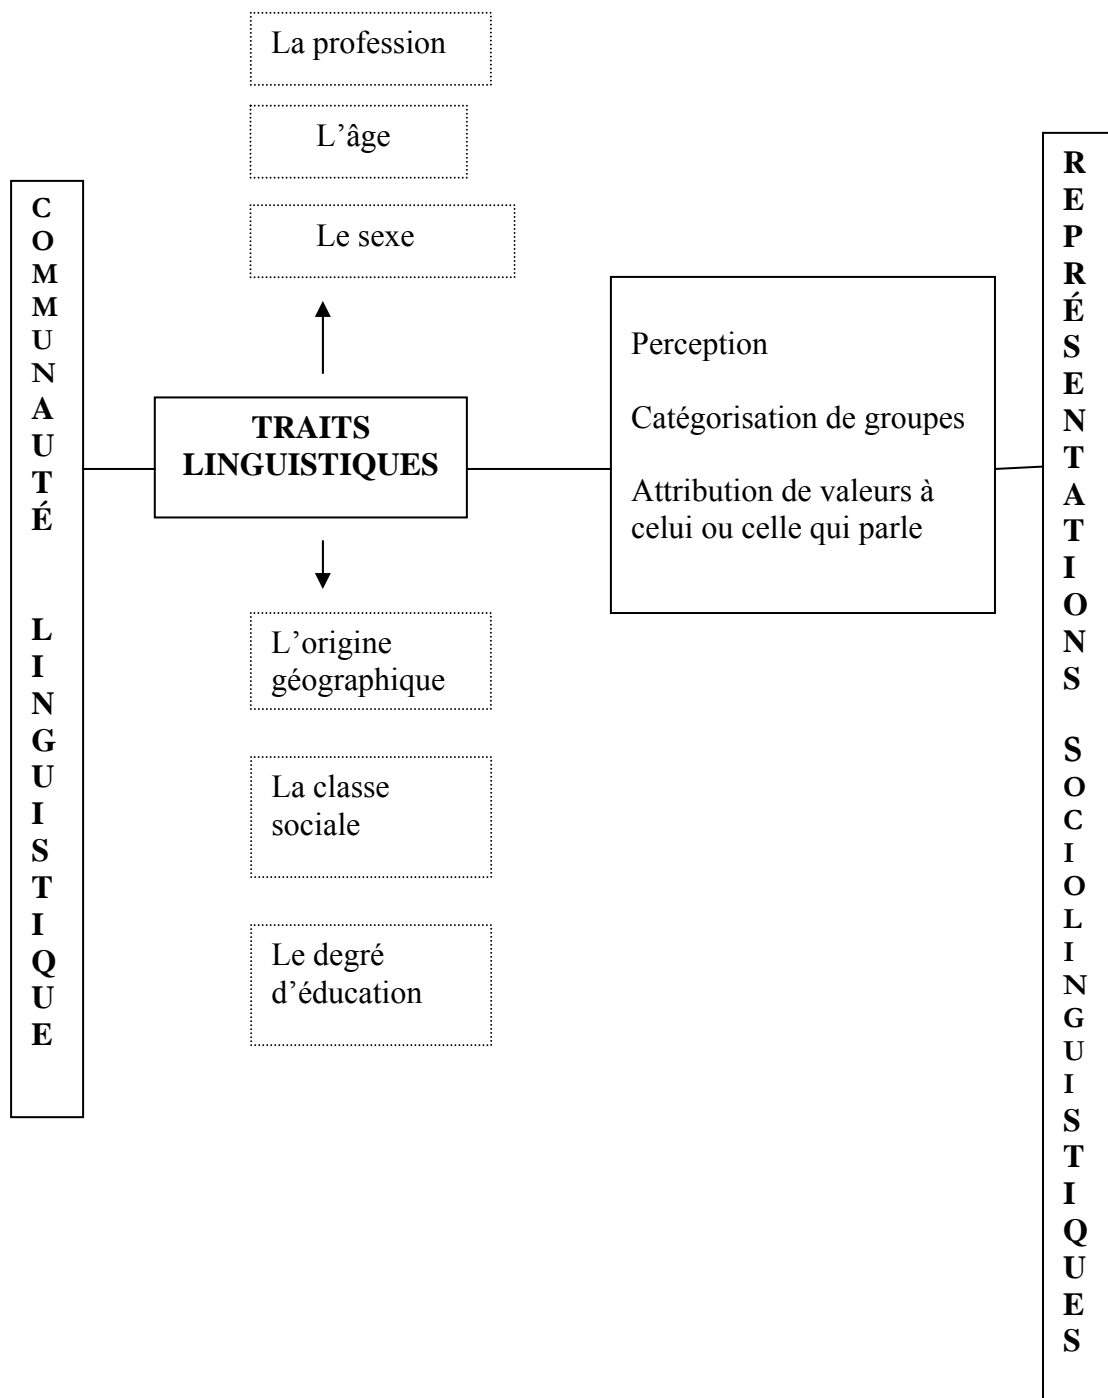 COMMUNAUTÉ LINGUISTIQUE
La profession
L’âge
Le sexe
TRAITS
LINGUISTIQUES
L’origine
géographique
La classe
sociale
Le degré
d’éducation
Perception
Catégorisation de groupes
Attribution de valeurs à
celui ou celle qui parle
REPRÉSENTATIONS SOCIOLINGUISTIQUES